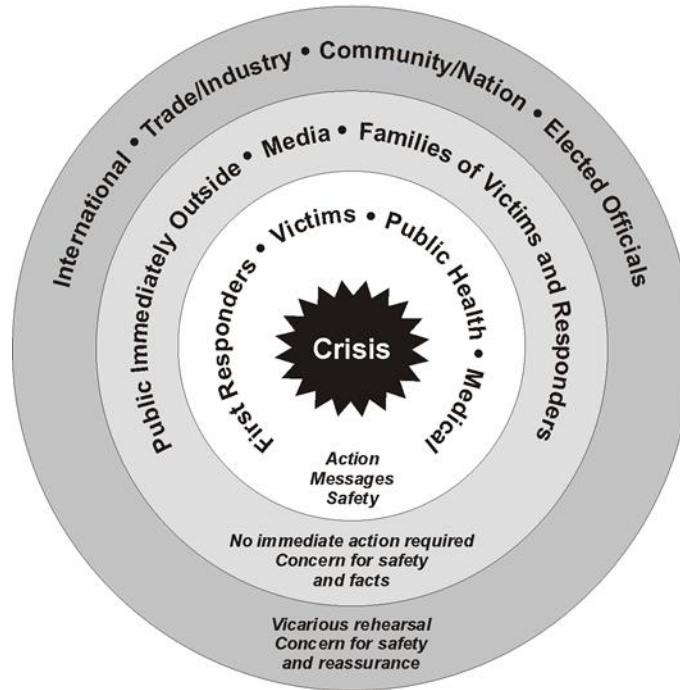 International • Trade/Industry • Community/Nation • Elected Officials
Public Immediately Outside • Media • Families of Victims and Responders
First Responders • Victims • Public Health • Medical
Crisis
Action
Messages
Safety
No immediate action required
Concern for safety
and facts
Vicarious rehearsal
Concern for safety
and reassurance